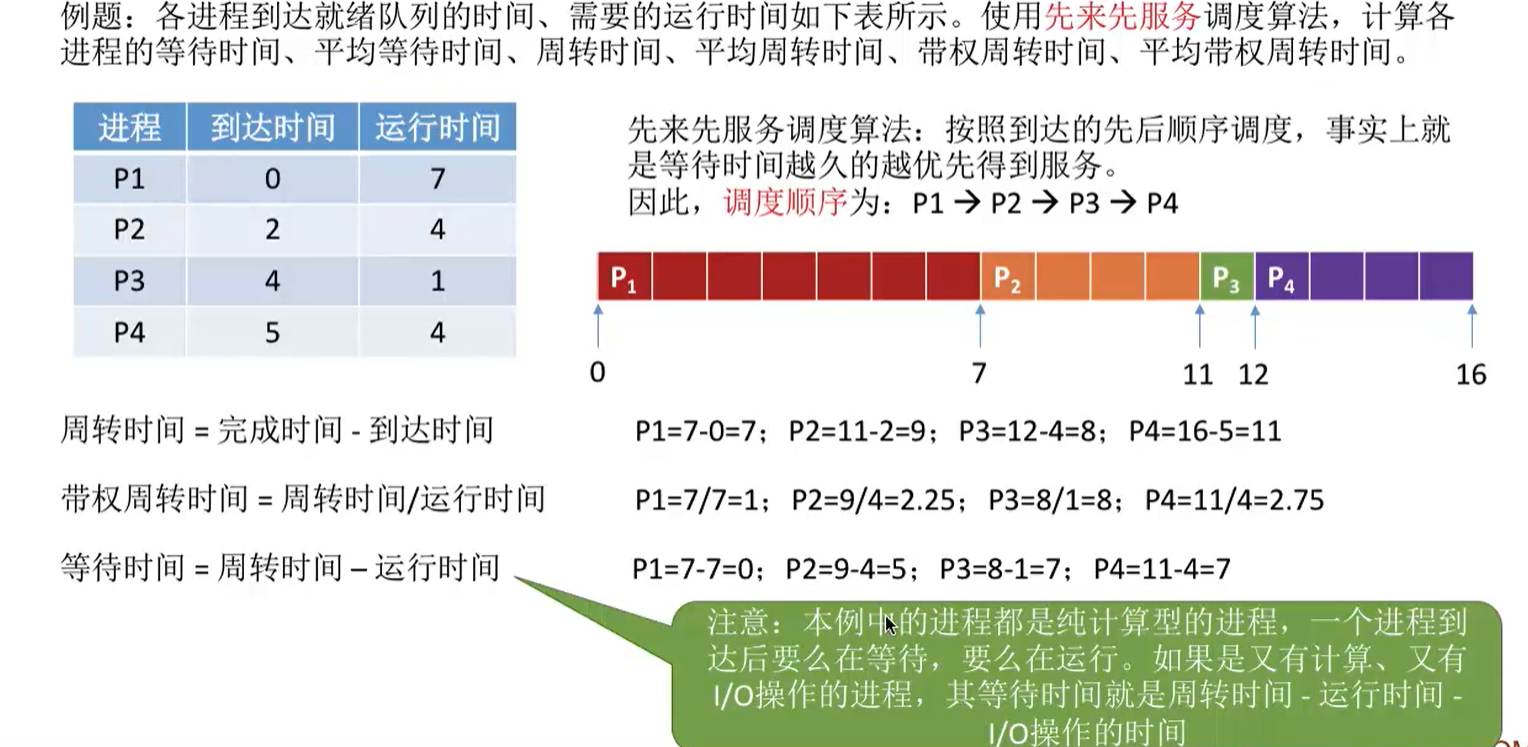 例题：各进程到达就绪队列的时间、需要的运行时间如下表所示。使用先来先服务调度算法，计算各
进程的等待时间、平均等待时间、周转时间、平均周转时间、带权周转时间、平均带权周转时间。
进程 到达时间 运行时间
P1 0 7
P2 2 4
P3 4 1
P4 5 4
先来先服务调度算法：按照到达的先后顺序调度，事实上就
是等待时间越久的越优先得到服务。
因此，调度顺序为：P1 → P2 → P3 → P4
P1 P2 P3 P4
0 7 11 12 16
周转时间 = 完成时间 - 到达时间
P1=7-0=7；P2=11-2=9；P3=12-4=8；P4=16-5=11
带权周转时间 = 周转时间/运行时间
P1=7/7=1；P2=9/4=2.25；P3=8/1=8；P4=11/4=2.75
等待时间 = 周转时间 – 运行时间
P1=7-7=0；P2=9-4=5；P3=8-1=7；P4=11-4=7
注意：本例中的进程都是纯计算型的进程，一个进程到
达后要么在等待，要么在运行。如果是又有计算、又有
I/O操作的进程，其等待时间就是周转时间 - 运行时间 -
I/O操作的时间